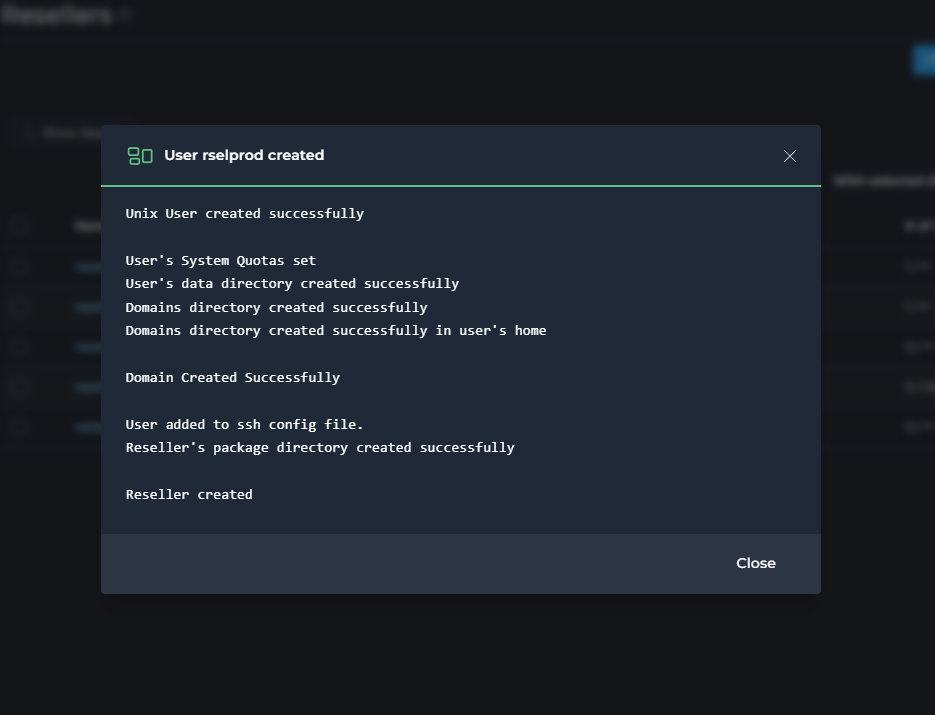 Resellers
User rselprod created
Unix User created successfully
User's System Quotas set
User's data directory created successfully
Domains directory created successfully
Domains directory created successfully in user's home
Domain Created Successfully
User added to ssh config file.
Reseller's package directory created successfully
Reseller created
Close